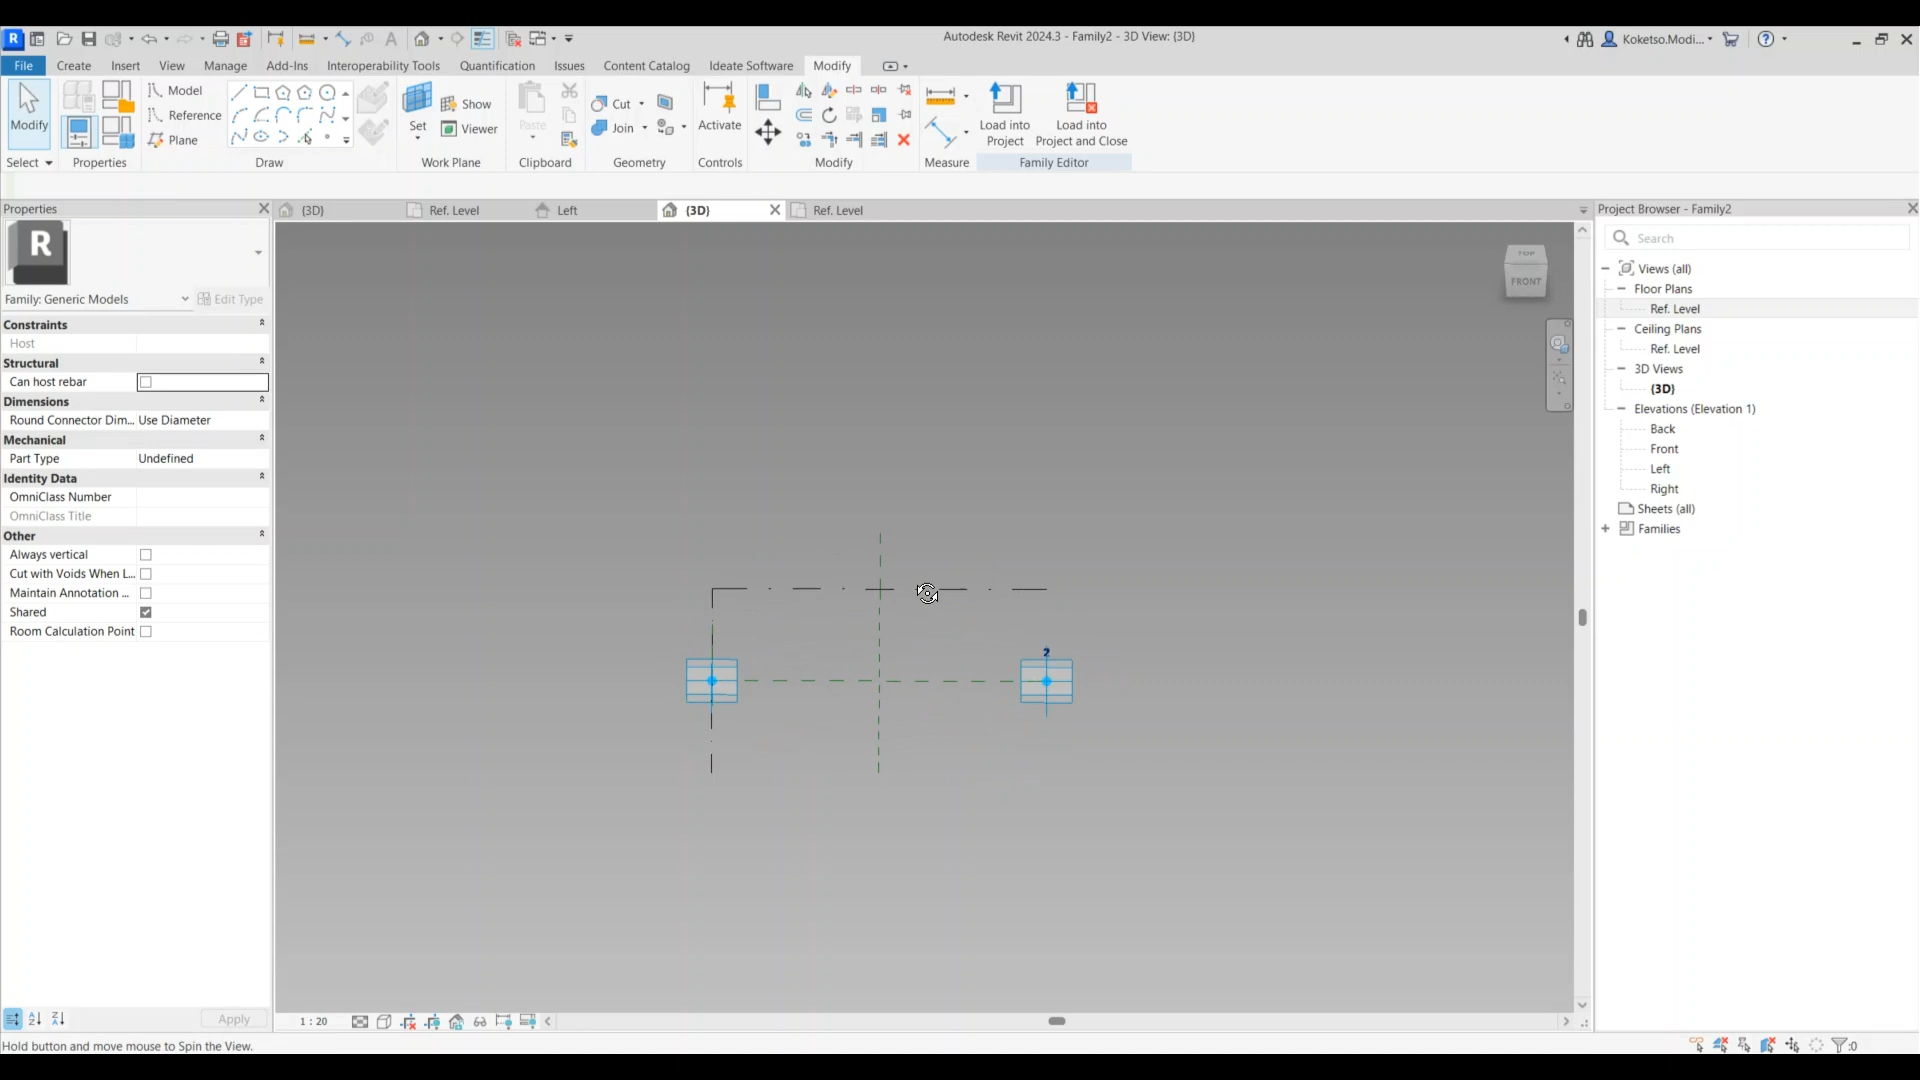 Autodesk Revit 2024.3 - Family2 - 3D View: {3D}
Koketso.Modi...
File Create Insert View Manage Add-Ins Interoperability Tools Quantification Issues Content Catalog Ideate Software Modify
Modify
Model
Reference
Plane
Set
Show
Viewer
Paste
Cut
Join
Activate
Load into
Project
Load into
Project and Close
Select Properties Draw Work Plane Clipboard Geometry Controls Modify Measure Family Editor
Properties
{3D} Ref. Level Left {3D} Ref. Level
Project Browser - Family2
R
Family: Generic Models
Edit Type
Constraints
Host
Structural
Can host rebar
Dimensions
Round Connector Dim... Use Diameter
Mechanical
Part Type Undefined
Identity Data
OmniClass Number
OmniClass Title
Other
Always vertical
Cut with Voids When L...
Maintain Annotation ...
Shared
Room Calculation Point
Apply
TOP
FRONT
2
1 : 20
Search
Views (all)
Floor Plans
Ref. Level
Ceiling Plans
Ref. Level
3D Views
{3D}
Elevations (Elevation 1)
Back
Front
Left
Right
Sheets (all)
Families
Hold button and move mouse to Spin the View.
:0